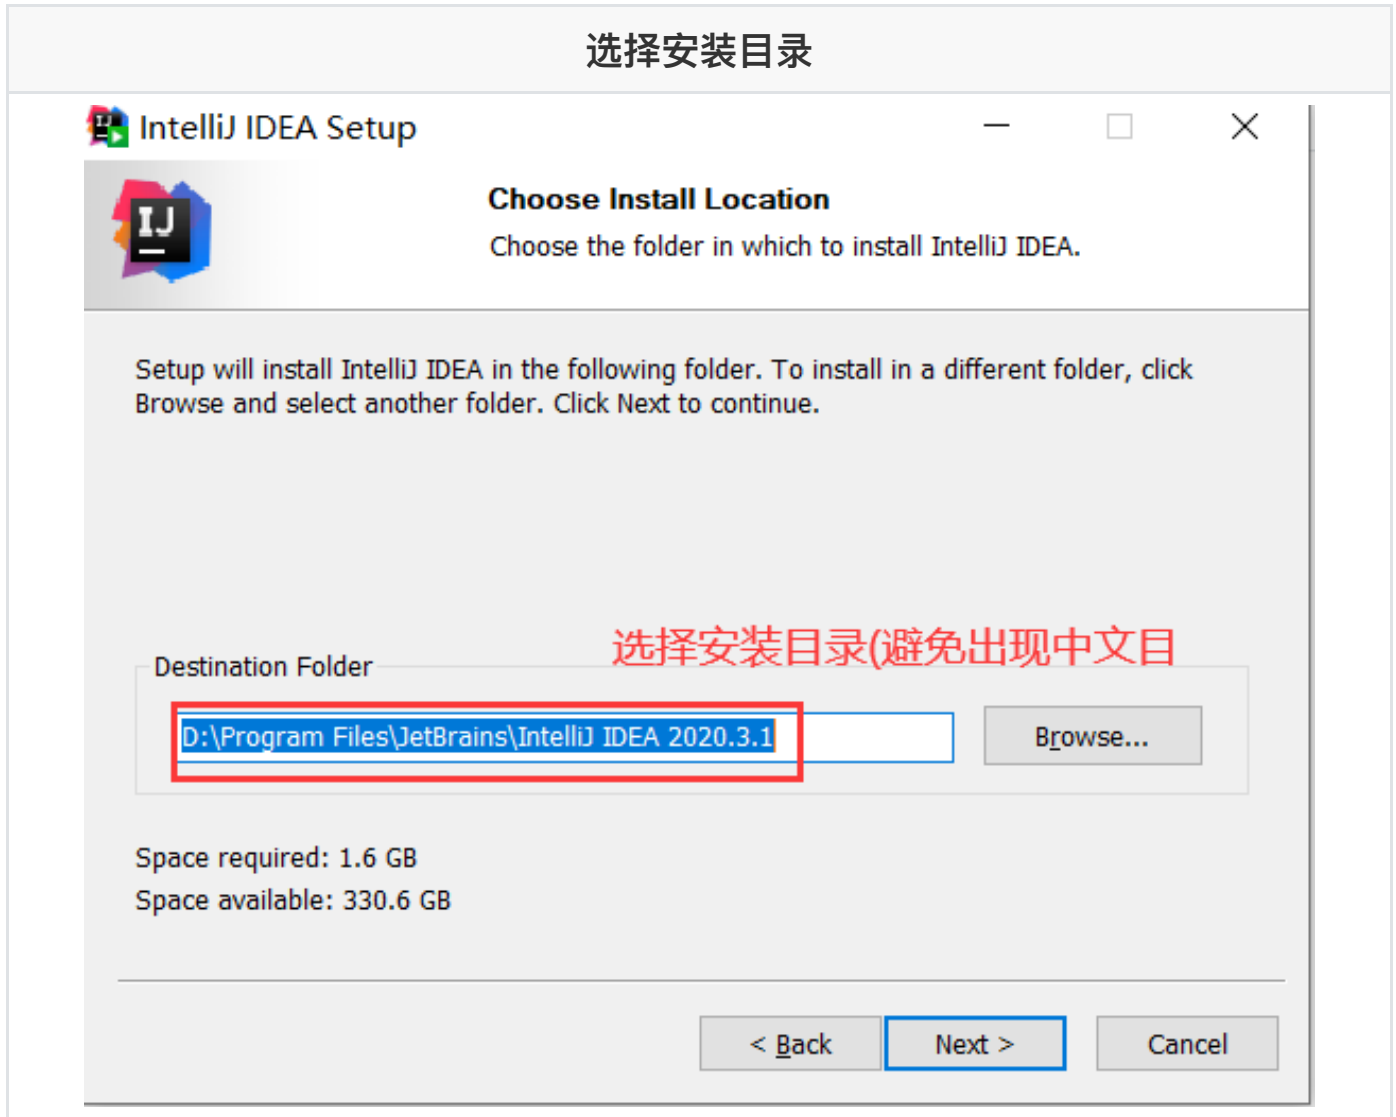 选择安装目录
IntelliJ IDEA Setup
IJ
Choose Install Location
Choose the folder in which to install IntelliJ IDEA.
Setup will install IntelliJ IDEA in the following folder. To install in a different folder, click
Browse and select another folder. Click Next to continue.
选择安装目录(避免出现中文目
Destination Folder
D:\Program Files\JetBrains\IntelliJ IDEA 2020.3.1
Browse...
Space required: 1.6 GB
Space available: 330.6 GB
< Back
Next >
Cancel